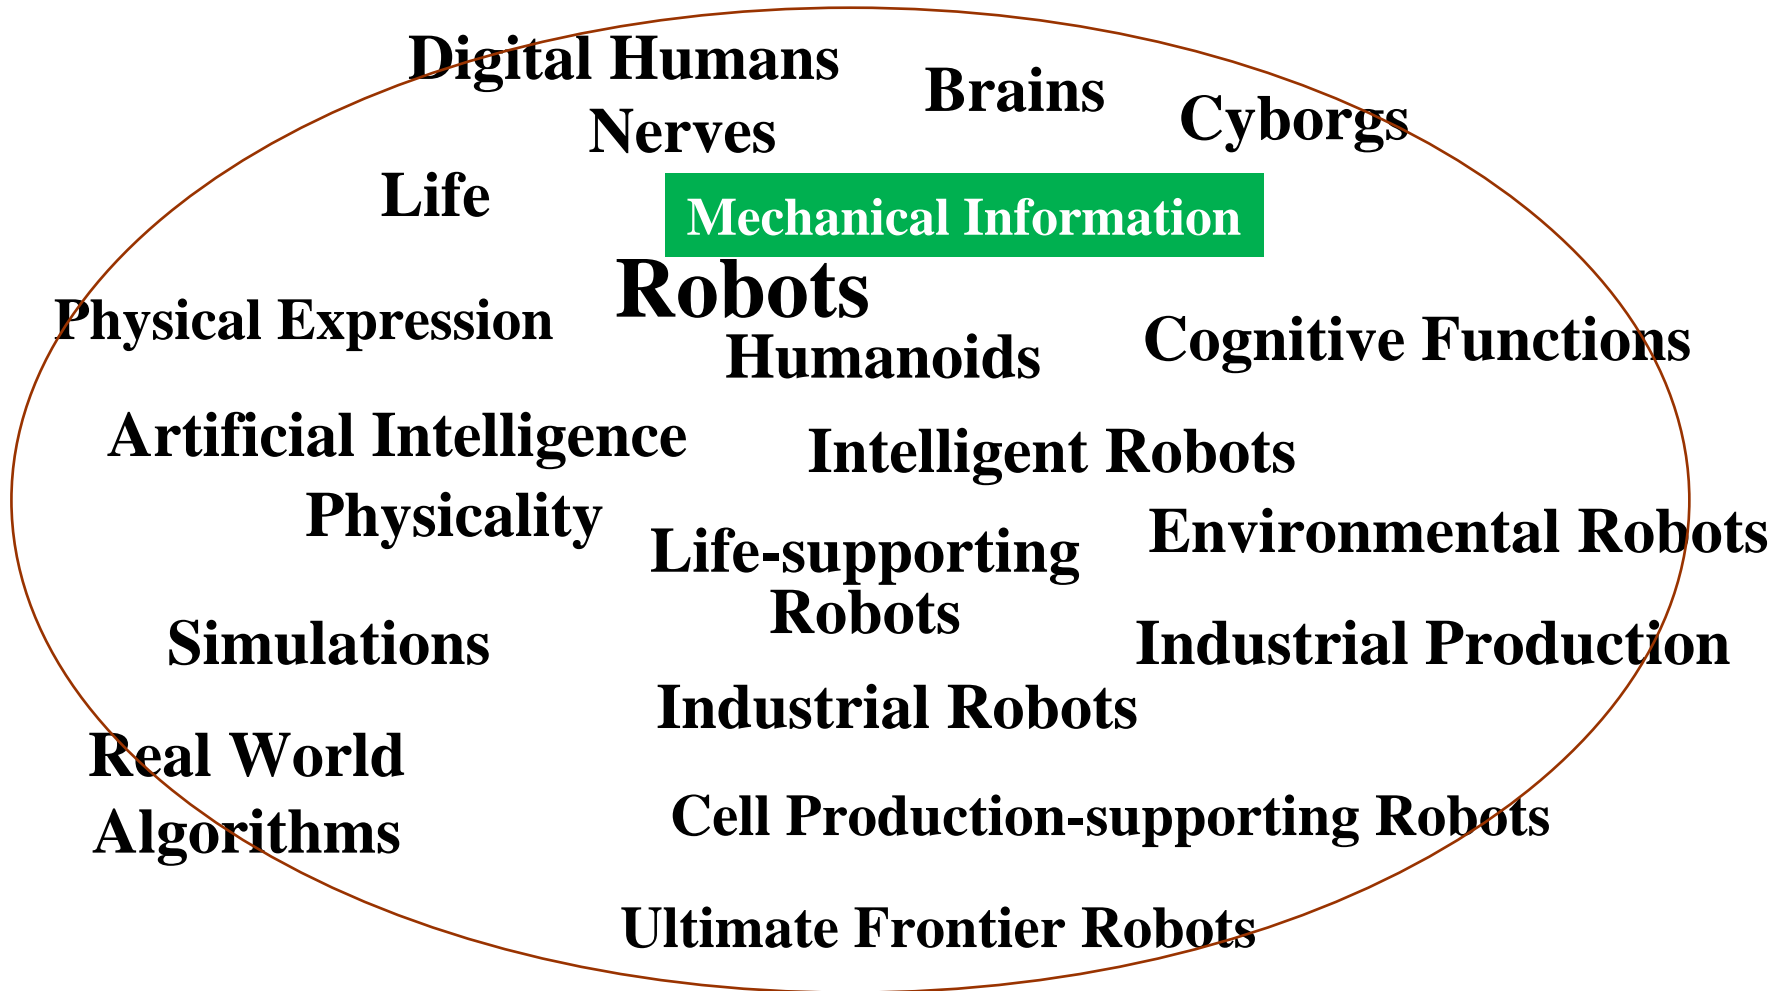 Digital Humans
Brains
Cyborgs
Nerves
Life
Mechanical Information
Robots
Physical Expression
Humanoids
Cognitive Functions
Artificial Intelligence
Intelligent Robots
Physicality
Environmental Robots
Life-supporting
Robots
Simulations
Industrial Production
Industrial Robots
Real World
Algorithms
Cell Production-supporting Robots
Ultimate Frontier Robots